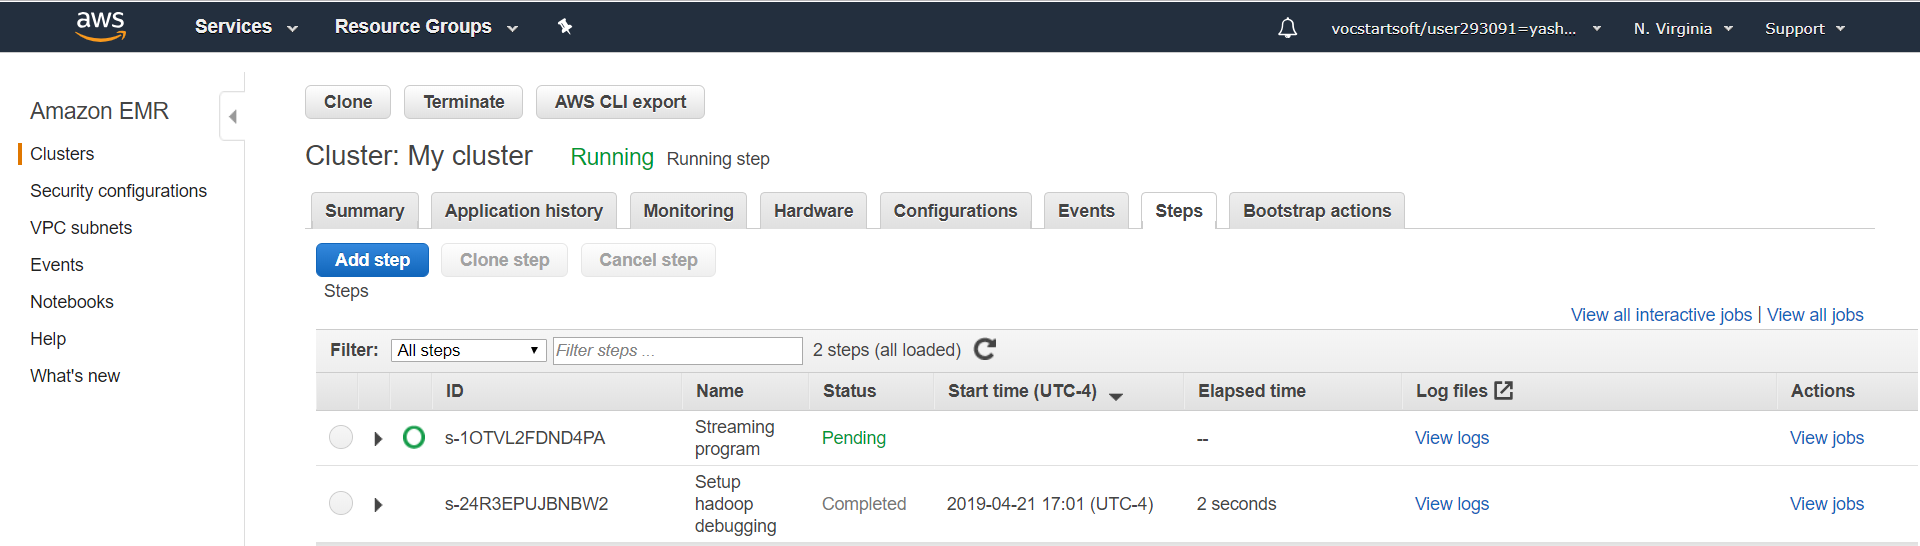 aws Services Resource Groups vocstartsoft/user293091=yash... N. Virginia Support
Amazon EMR
Clusters
Security configurations
VPC subnets
Events
Notebooks
Help
What's new
Clone Terminate AWS CLI export
Cluster: My cluster Running Running step
Summary Application history Monitoring Hardware Configurations Events Steps Bootstrap actions
Add step Clone step Cancel step
Steps
View all interactive jobs | View all jobs
Filter: All steps Filter steps ... 2 steps (all loaded)
ID Name Status Start time (UTC-4) Elapsed time Log files Actions
s-1OTVL2FDND4PA Streaming program Pending -- View logs View jobs
s-24R3EPUJBNBW2 Setup hadoop debugging Completed 2019-04-21 17:01 (UTC-4) 2 seconds View logs View jobs